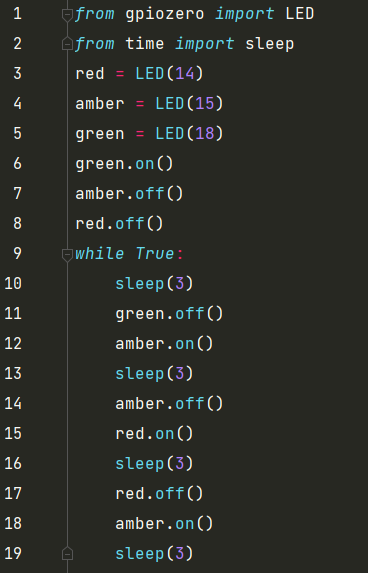 1 from gpiozero import LED
2 from time import sleep
3 red = LED(14)
4 amber = LED(15)
5 green = LED(18)
6 green.on()
7 amber.off()
8 red.off()
9 while True:
10     sleep(3)
11     green.off()
12     amber.on()
13     sleep(3)
14     amber.off()
15     red.on()
16     sleep(3)
17     red.off()
18     amber.on()
19     sleep(3)